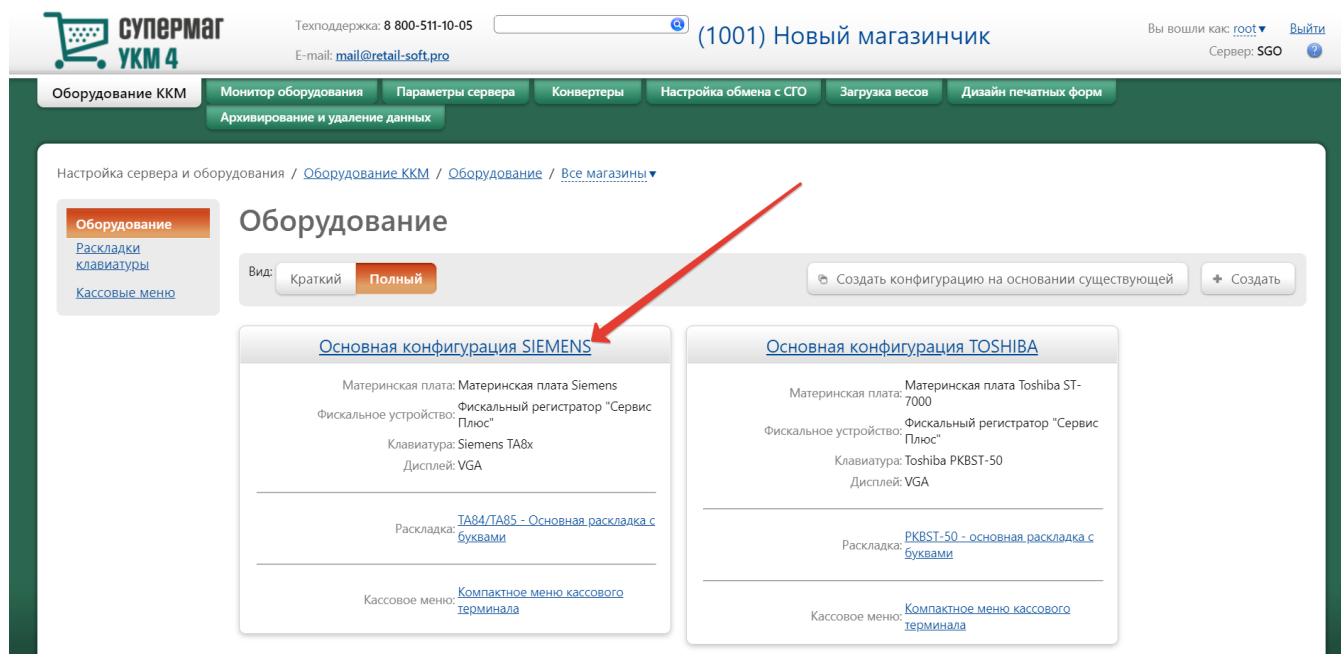 СУПЕРМАГ
УКМ 4
Техподдержка: 8 800-511-10-05
E-mail: mail@retail-soft.pro
(1001) Новый магазинчик
Вы вошли как: root▼ Выйти
Сервер: SGO ?
Оборудование ККМ Монитор оборудования Параметры сервера Конвертеры Настройка обмена с СГО Загрузка весов Дизайн печатных форм
Архивирование и удаление данных
Настройка сервера и оборудования / Оборудование ККМ / Оборудование / Все магазины▼
Оборудование
Раскладки
клавиатуры
Кассовые меню
Оборудование
Вид: Краткий Полный
Создать конфигурацию на основании существующей + Создать
Основная конфигурация SIEMENS
Материнская плата: Материнская плата Siemens
Фискальное устройство: Фискальный регистратор "Сервис
Плюс"
Клавиатура: Siemens TA8x
Дисплей: VGA
Раскладка: TA84/TA85 - Основная раскладка с
буквами
Кассовое меню: Компактное меню кассового
терминала
Основная конфигурация TOSHIBA
Материнская плата: Материнская плата Toshiba ST-
7000
Фискальное устройство: Фискальный регистратор "Сервис
Плюс"
Клавиатура: Toshiba PKBST-50
Дисплей: VGA
Раскладка: PKBST-50 - основная раскладка с
буквами
Кассовое меню: Компактное меню кассового
терминала